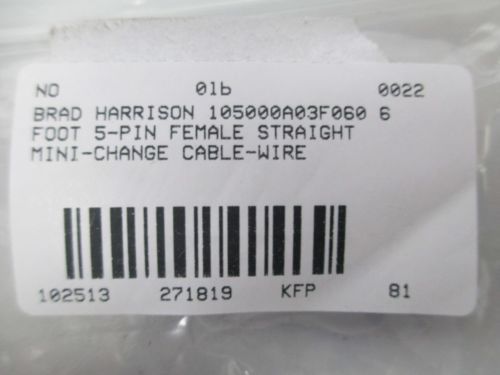 NO 01b 0022
BRAD HARRISON 105000A03F060 6
FOOT 5-PIN FEMALE STRAIGHT
MINI-CHANGE CABLE-WIRE
102513 271819 KFP 81